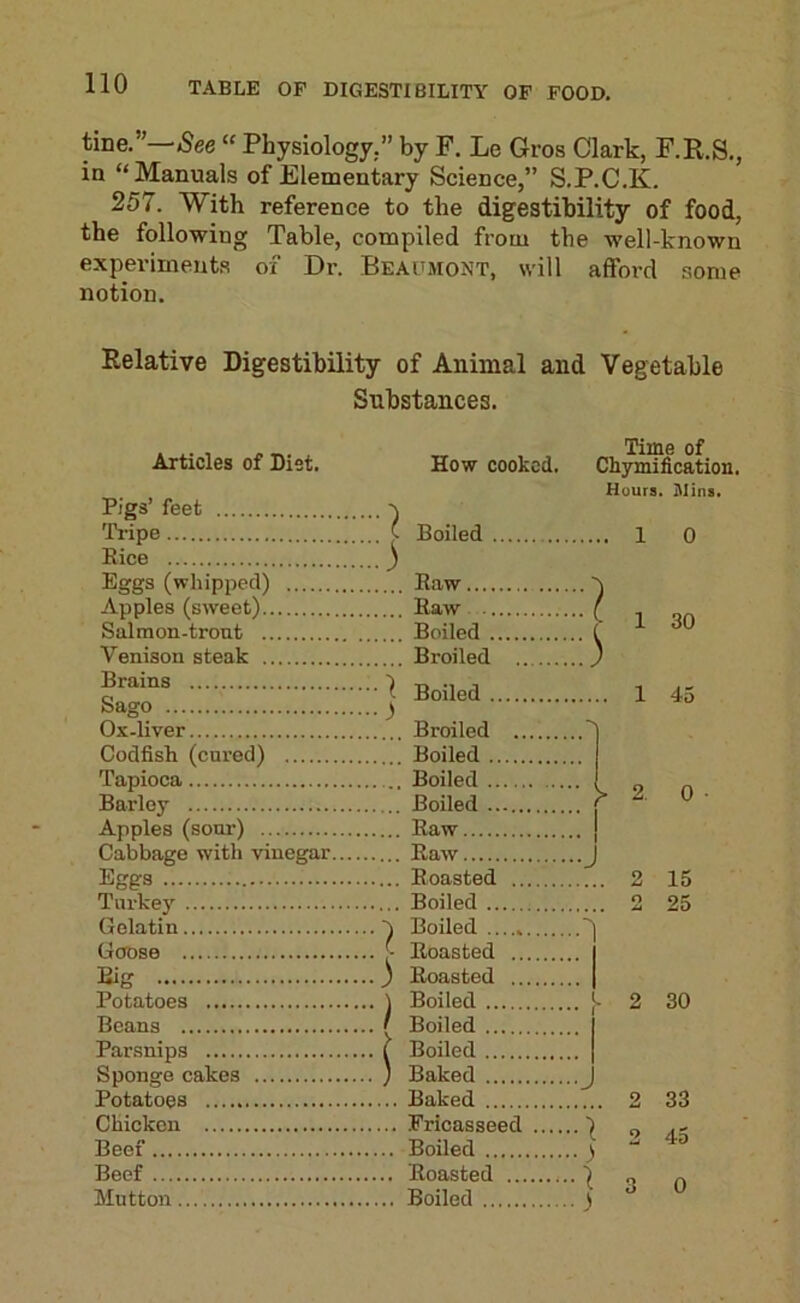 110 TABLE OF DIGESTIBILITY OF FOOD.
tine.”—See “ Physiology.” by F. Le Gros Clark, F.R.S.,
in “ Manuals of Elementary Science,” S.P.C.K.
257. With reference to the digestibility of food,
the following Table, compiled from the well-known
experiments of Dr. BEAUMONT, will afford some
notion.
Relative Digestibility of Animal and Vegetable
Substances.
Articles of Diet. How cooked. Time of Chymification.
Hours. Mins.
Pigs’ feet
Tripe Boiled 1 0
Rice
Eggs (whipped) Raw
Apples (sweet) Raw
Salmon-trout Boiled 1 30
Venison steak Broiled
Brains
Sago Boiled 1 45
Ox-liver Broiled
Codfish (cured) Boiled
Tapioca Boiled
Barley Boiled 2 0
Apples (sour) Raw
Cabbage with vinegar Raw
Eggs Roasted 2 15
Turkey Boiled 2 25
Gelatin Boiled
Goose Roasted
Pig Roasted
Potatoes Boiled 2 30
Beans Boiled
Parsnips Boiled
Sponge cakes Baked
Potatoes Baked 2 33
Chicken Fricasseed
Beef Boiled 2 45
Beef Roasted
Mutton Boiled 3 0